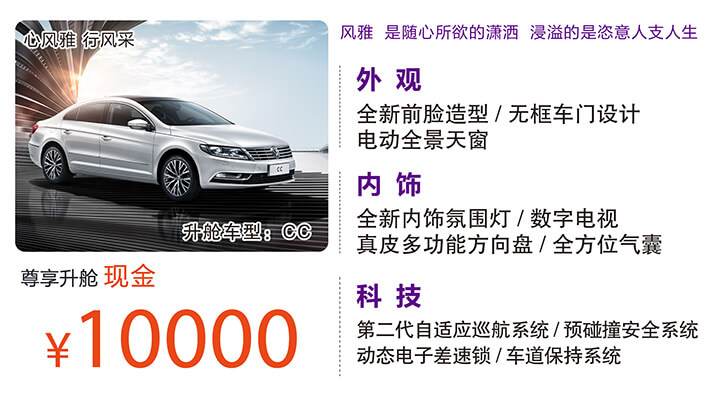 心风雅 行风采
CC
升舱车型：CC
尊享升舱 现金
￥10000
风雅 是随心所欲的潇洒 浸溢的是恣意人支人生
外 观
全新前脸造型 / 无框车门设计
电动全景天窗
内 饰
全新内饰氛围灯 / 数字电视
真皮多功能方向盘 / 全方位气囊
科 技
第二代自适应巡航系统 / 预碰撞安全系统
动态电子差速锁 / 车道保持系统